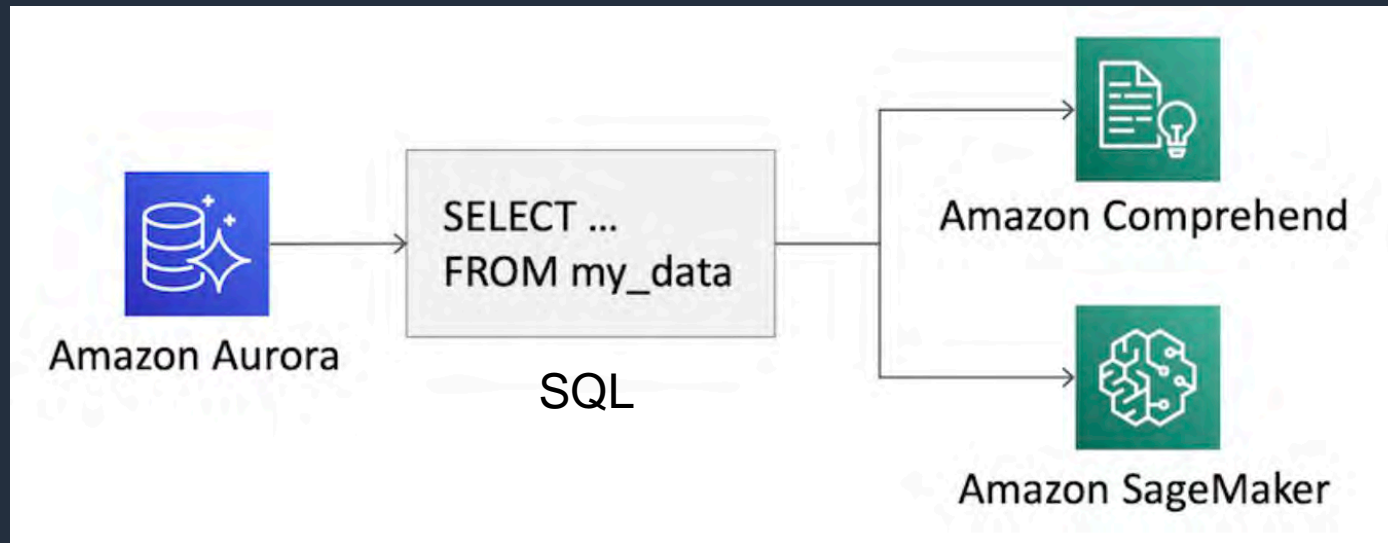 Amazon Aurora
SELECT ...
FROM my_data
SQL
Amazon Comprehend
Amazon SageMaker